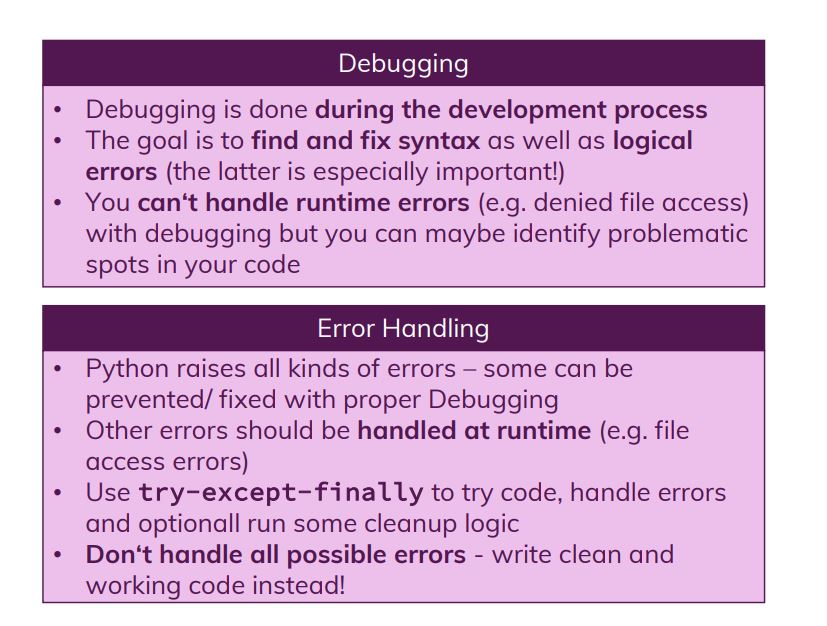 Debugging
• Debugging is done during the development process
• The goal is to find and fix syntax as well as logical
errors (the latter is especially important!)
• You can‘t handle runtime errors (e.g. denied file access)
with debugging but you can maybe identify problematic
spots in your code
Error Handling
• Python raises all kinds of errors – some can be
prevented/ fixed with proper Debugging
• Other errors should be handled at runtime (e.g. file
access errors)
• Use try-except-finally to try code, handle errors
and optionall run some cleanup logic
• Don‘t handle all possible errors - write clean and
working code instead!